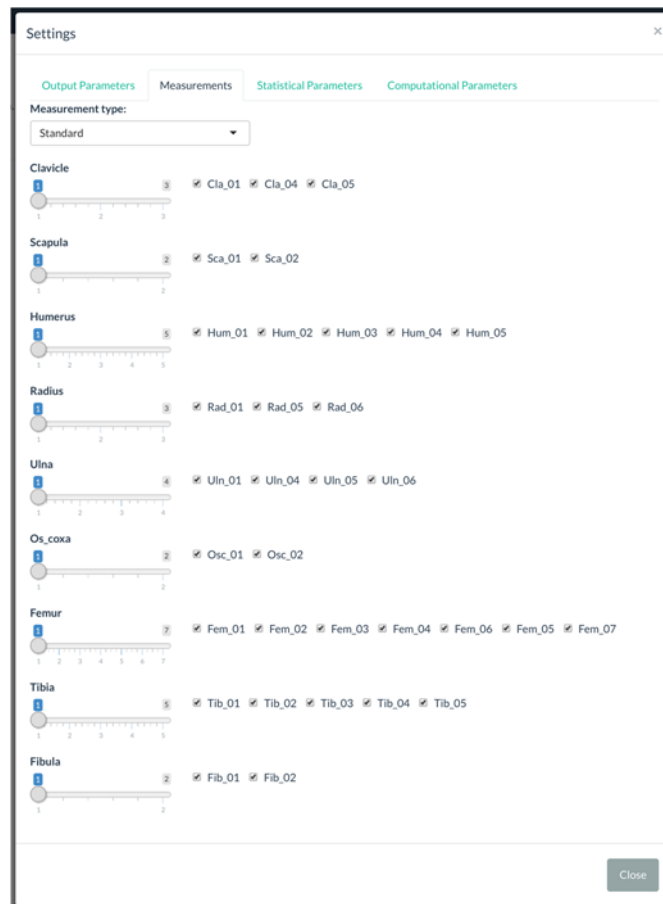 Settings ×
Output Parameters Measurements Statistical Parameters Computational Parameters
Measurement type:
Standard
Clavicle
1 3 Cla_01 Cla_04 Cla_05
1 2 3
Scapula
1 2 Sca_01 Sca_02
1 2
Humerus
1 5 Hum_01 Hum_02 Hum_03 Hum_04 Hum_05
1 2 3 4 5
Radius
1 3 Rad_01 Rad_05 Rad_06
1 2 3
Ulna
1 4 Uln_01 Uln_04 Uln_05 Uln_06
1 2 3 4
Os_coxa
1 2 Osc_01 Osc_02
1 2
Femur
1 7 Fem_01 Fem_02 Fem_03 Fem_04 Fem_06 Fem_05 Fem_07
1 2 3 4 5 6 7
Tibia
1 5 Tib_01 Tib_02 Tib_03 Tib_04 Tib_05
1 2 3 4 5
Fibula
1 2 Fib_01 Fib_02
1 2
Close